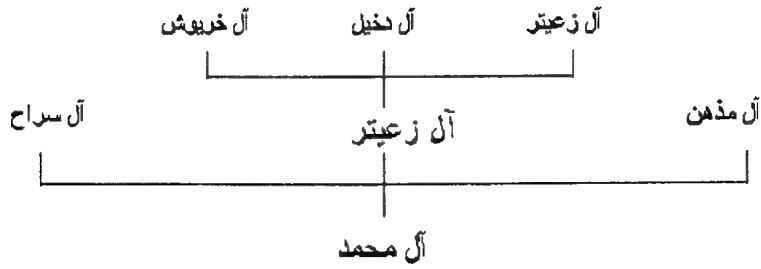 آل زعيتر آل دخيل آل خريوش
آل مذهن آل زعيتر آل سراح
آل محمد